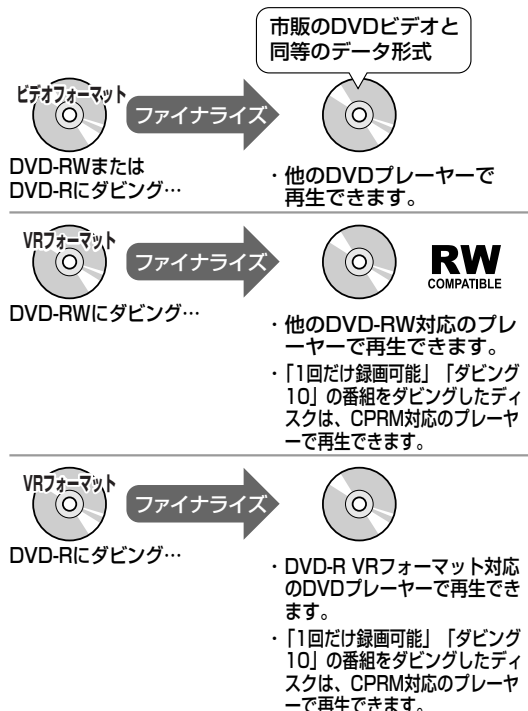 市販のDVDビデオと
同等のデータ形式
ビデオフォーマット
ファイナライズ
DVD-RWまたは
DVD-Rにダビング…
・他のDVDプレーヤーで
再生できます。
VRフォーマット
ファイナライズ
RW
COMPATIBLE
DVD-RWにダビング…
・他のDVD-RW対応のプレ
ーヤーで再生できます。
・「1回だけ録画可能」「ダビング
10」の番組をダビングしたディ
スクは、CPRM対応のプレーヤ
ーで再生できます。
VRフォーマット
ファイナライズ
DVD-Rにダビング…
・DVD-R VRフォーマット対応
のDVDプレーヤーで再生でき
ます。
・「1回だけ録画可能」「ダビング
10」の番組をダビングしたディ
スクは、CPRM対応のプレーヤ
ーで再生できます。